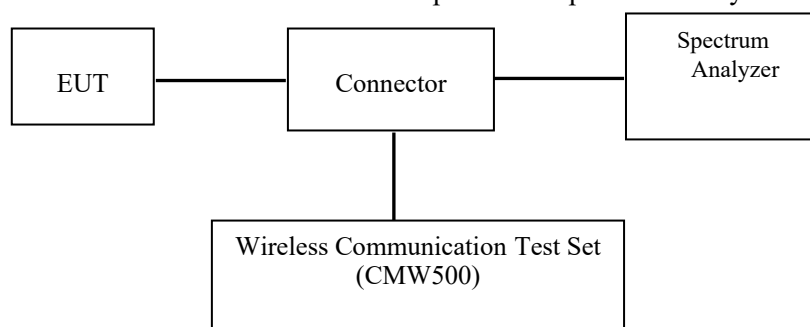 EUT
Connector
Spectrum
Analyzer
Wireless Communication Test Set
(CMW500)